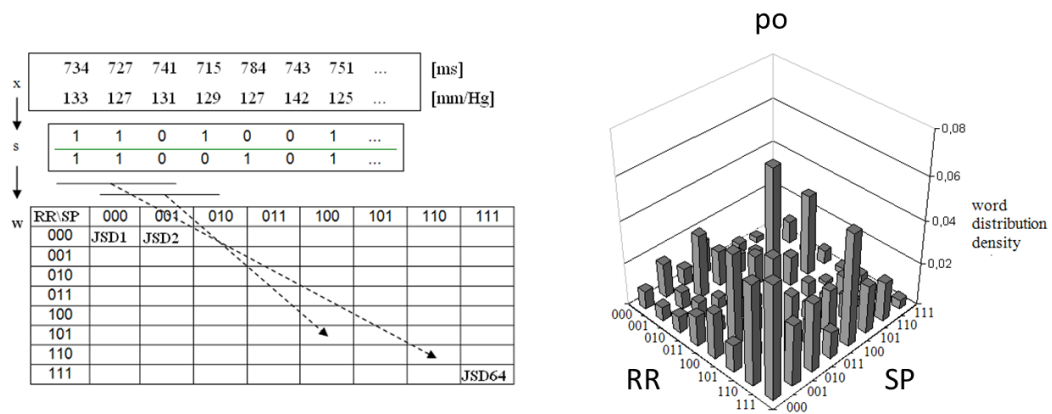 po
x
734 727 741 715 784 743 751 ... [ms]
133 127 131 129 127 142 125 ... [mm/Hg]
s
1 1 0 1 0 0 1 ...
1 1 0 0 1 0 1 ...
w
RR\SP 000 001 010 011 100 101 110 111
000 JSD1 JSD2
001
010
011
100
101
110
111 JSD64
0,08
0,06
0,04
0,02
word
distribution
density
000
001
010
011
100
101
110
111
RR
000
001
010
011
100
101
110
111
SP